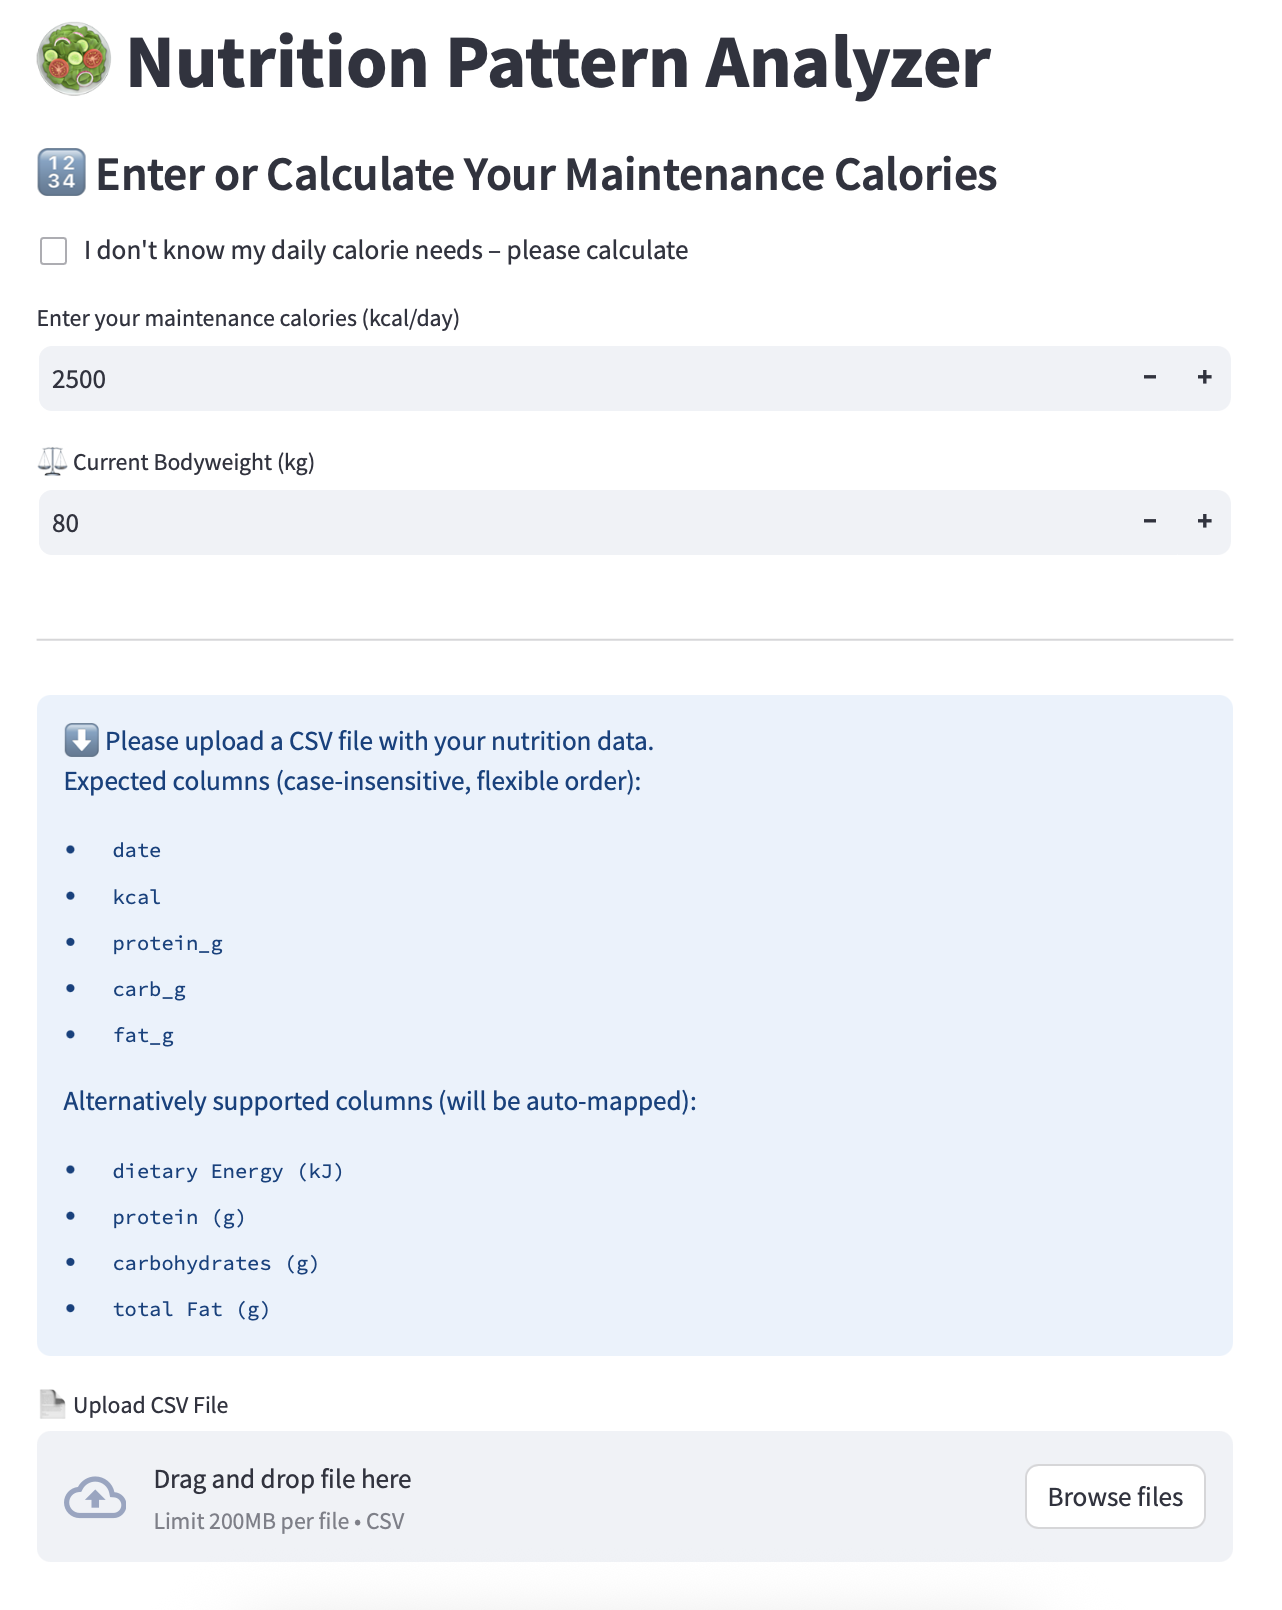 Nutrition Pattern Analyzer
Enter or Calculate Your Maintenance Calories
I don't know my daily calorie needs – please calculate
Enter your maintenance calories (kcal/day)
2500 - +
Current Bodyweight (kg)
80 - +
Please upload a CSV file with your nutrition data.
Expected columns (case-insensitive, flexible order):
• date
• kcal
• protein_g
• carb_g
• fat_g
Alternatively supported columns (will be auto-mapped):
• dietary Energy (kJ)
• protein (g)
• carbohydrates (g)
• total Fat (g)
Upload CSV File
Drag and drop file here
Limit 200MB per file • CSV
Browse files